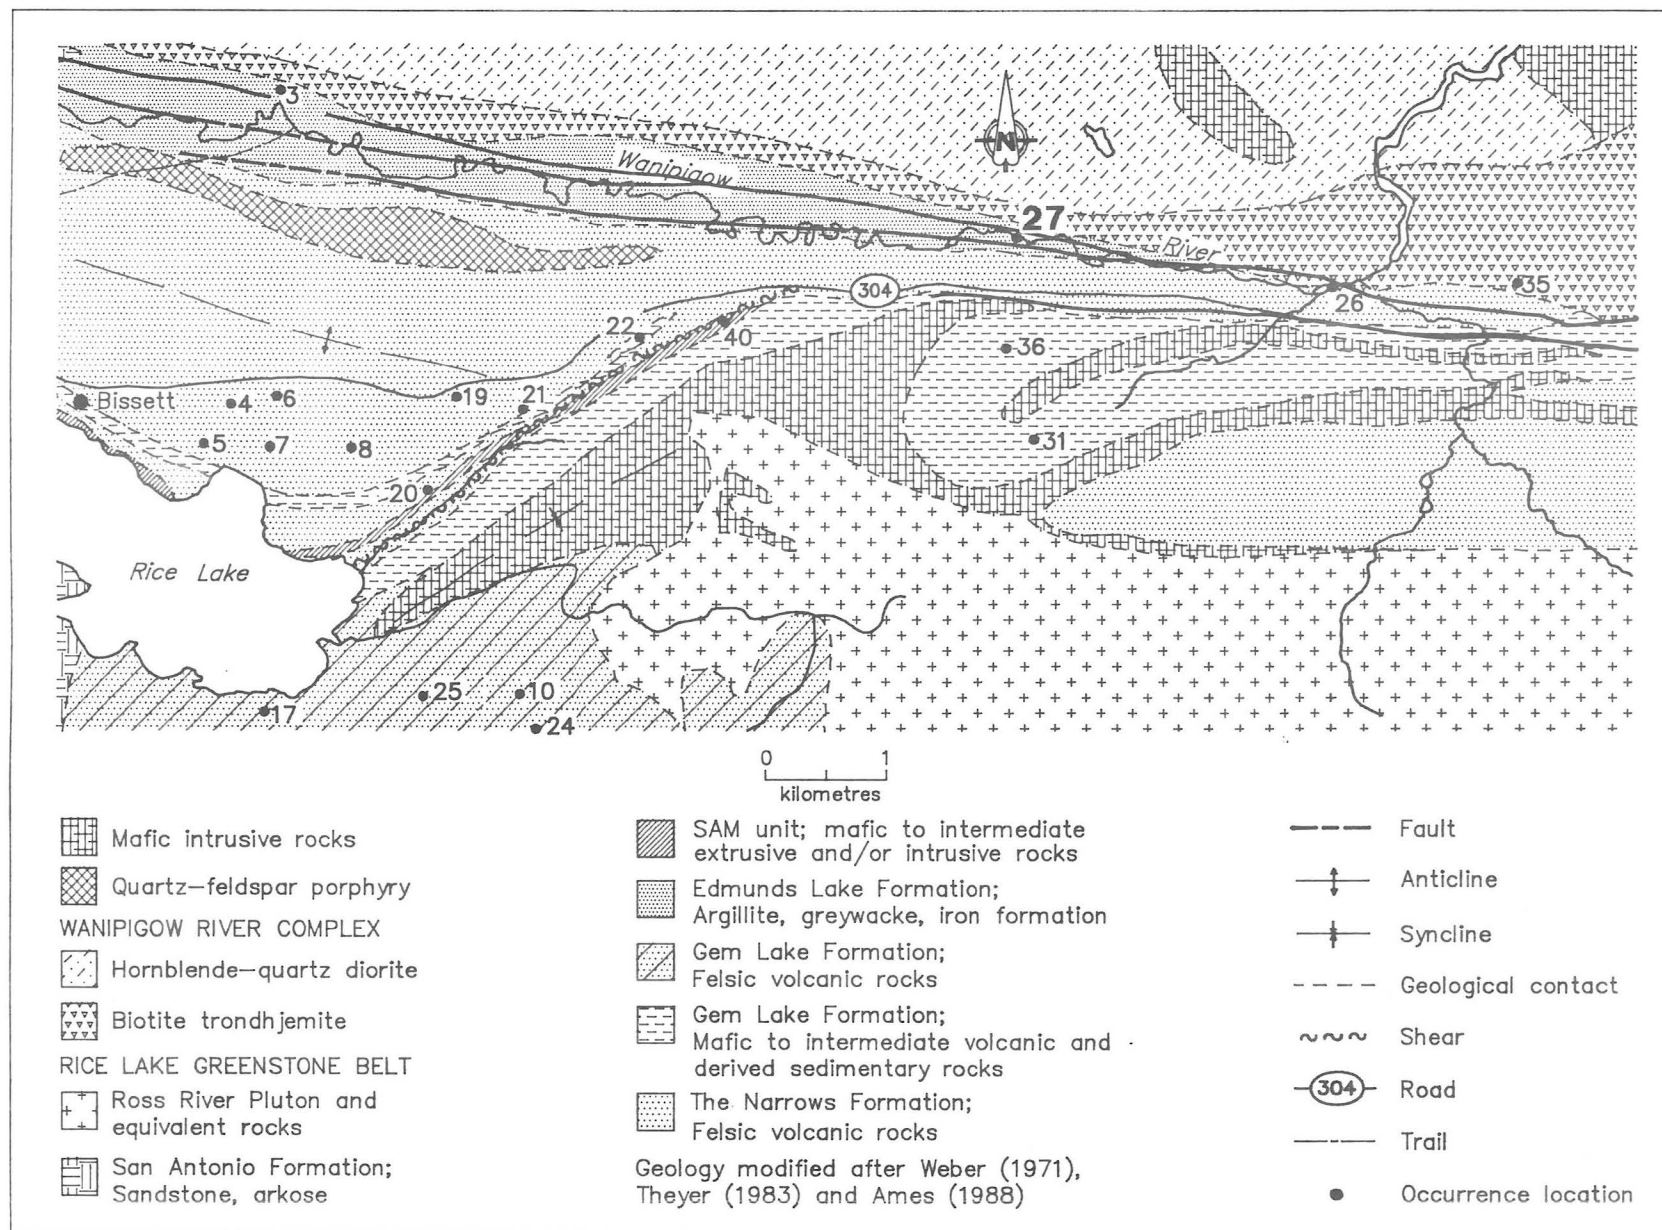 3
Wanipigow
N
27
River
304
35
26
22
40
36
Bissett
4
6
19
21
5
7
8
31
20
Rice Lake
25
10
17
24
0 1
kilometres
Mafic intrusive rocks
Quartz-feldspar porphyry
WANIPIGOW RIVER COMPLEX
Hornblende-quartz diorite
Biotite trondhjemite
RICE LAKE GREENSTONE BELT
Ross River Pluton and
equivalent rocks
San Antonio Formation;
Sandstone, arkose
SAM unit; mafic to intermediate
extrusive and/or intrusive rocks
Edmunds Lake Formation;
Argillite, greywacke, iron formation
Gem Lake Formation;
Felsic volcanic rocks
Gem Lake Formation;
Mafic to intermediate volcanic and
derived sedimentary rocks
The Narrows Formation;
Felsic volcanic rocks
Geology modified after Weber (1971),
Theyer (1983) and Ames (1988)
Fault
Anticline
Syncline
Geological contact
Shear
304 Road
Trail
Occurrence location